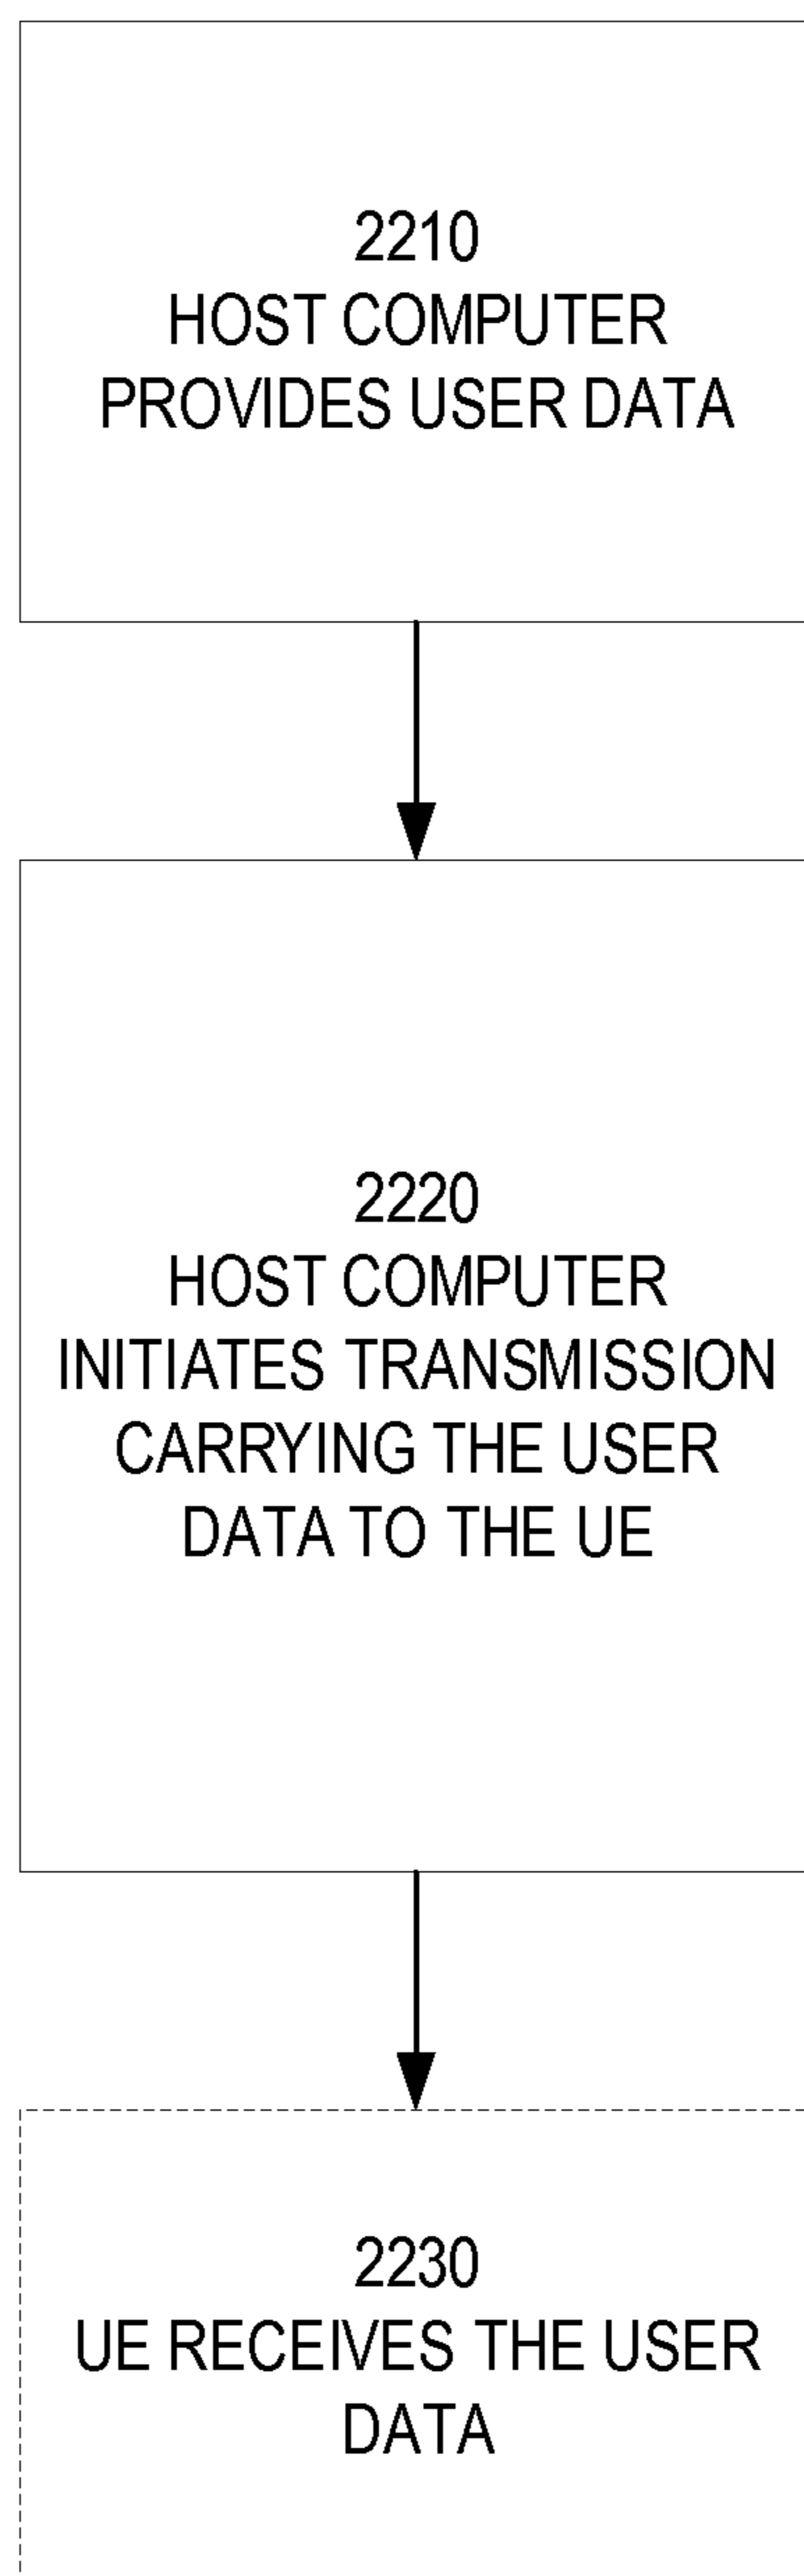 2210
HOST COMPUTER
PROVIDES USER DATA
2220
HOST COMPUTER
INITIATES TRANSMISSION
CARRYING THE USER
DATA TO THE UE
2230
UE RECEIVES THE USER
DATA